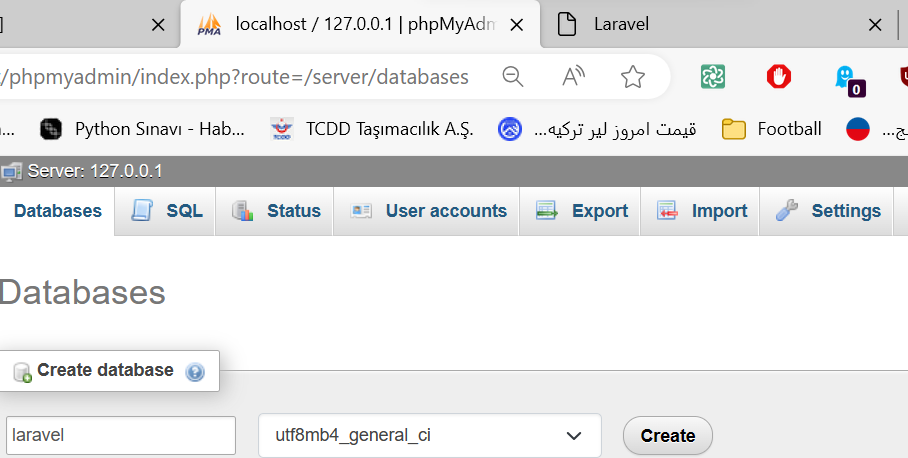 ]
localhost / 127.0.0.1 | phpMyAdm
Laravel
/phpmyadmin/index.php?route=/server/databases
A
0
...
Python Sınavı - Hab...
TCDD
TCDD Taşımacılık A.Ş.
قیمت امروز لیر ترکیه...
Football
ج...
Server: 127.0.0.1
Databases
SQL
Status
User accounts
Export
Import
Settings
Databases
Create database
laravel
utf8mb4_general_ci
Create